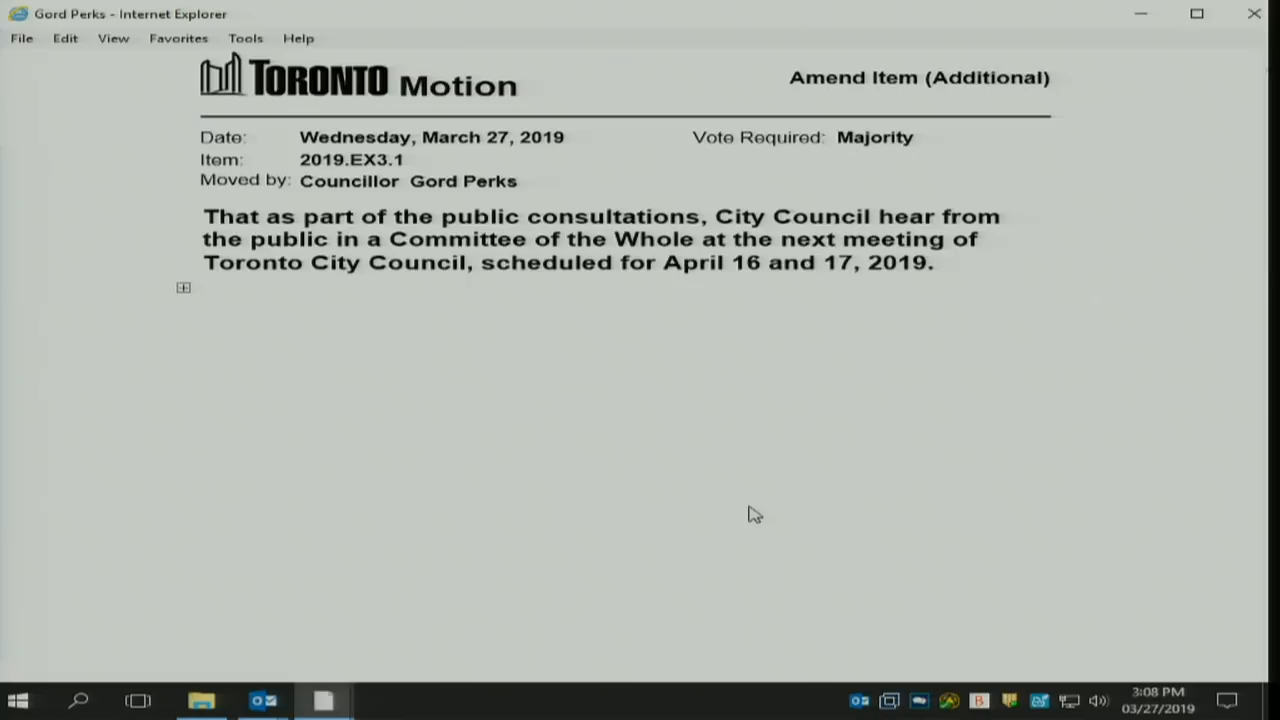 Gord Perks - Internet Explorer
File Edit View Favorites Tools Help
TORONTO Motion
Amend Item (Additional)
Date: Wednesday, March 27, 2019
Vote Required: Majority
Item: 2019.EX3.1
Moved by: Councillor Gord Perks
That as part of the public consultations, City Council hear from
the public in a Committee of the Whole at the next meeting of
Toronto City Council, scheduled for April 16 and 17, 2019.
3:08 PM
03/27/2019